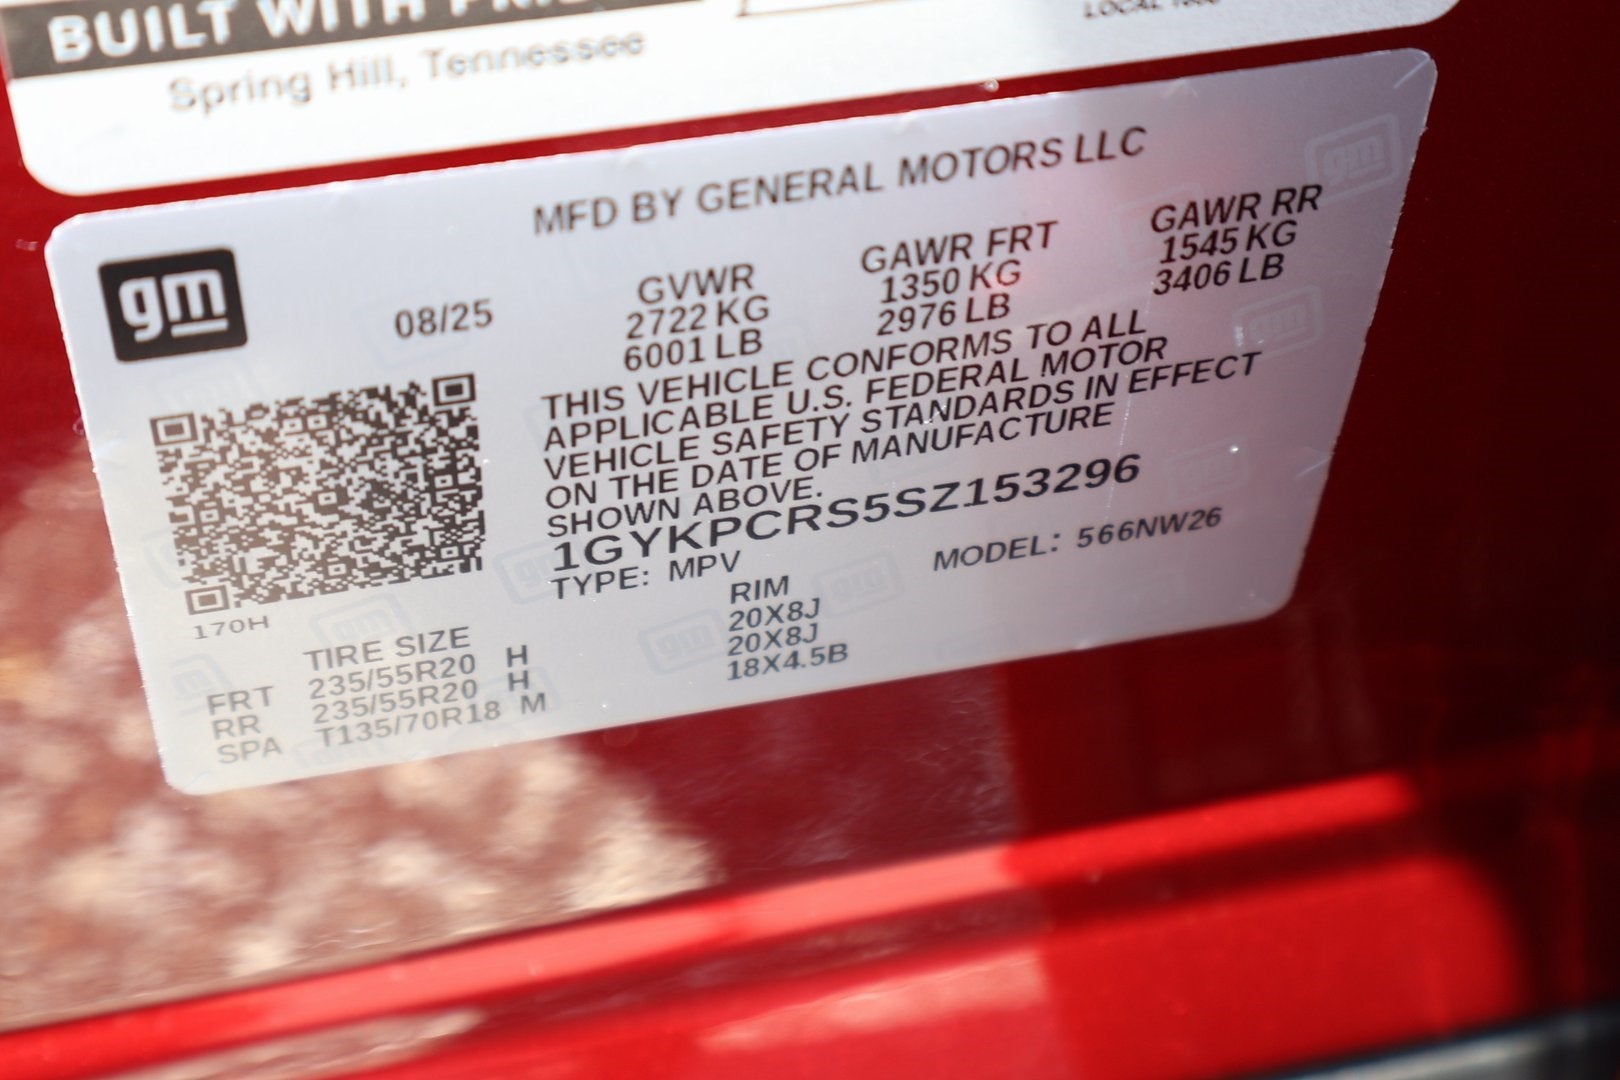 BUILT WITH PRIDE
Spring Hill, Tennessee
LOCAL 1853
MFD BY GENERAL MOTORS LLC
gm
08/25
GVWR
2722 KG
6001 LB
GAWR FRT
1350 KG
2976 LB
GAWR RR
1545 KG
3406 LB
THIS VEHICLE CONFORMS TO ALL
APPLICABLE U.S. FEDERAL MOTOR
VEHICLE SAFETY STANDARDS IN EFFECT
ON THE DATE OF MANUFACTURE
SHOWN ABOVE.
1GYKPCRS5SZ153296
TYPE: MPV MODEL: 566NW26
170H
TIRE SIZE RIM
FRT 235/55R20 H 20X8J
RR 235/55R20 H 20X8J
SPA T135/70R18 M 18X4.5B